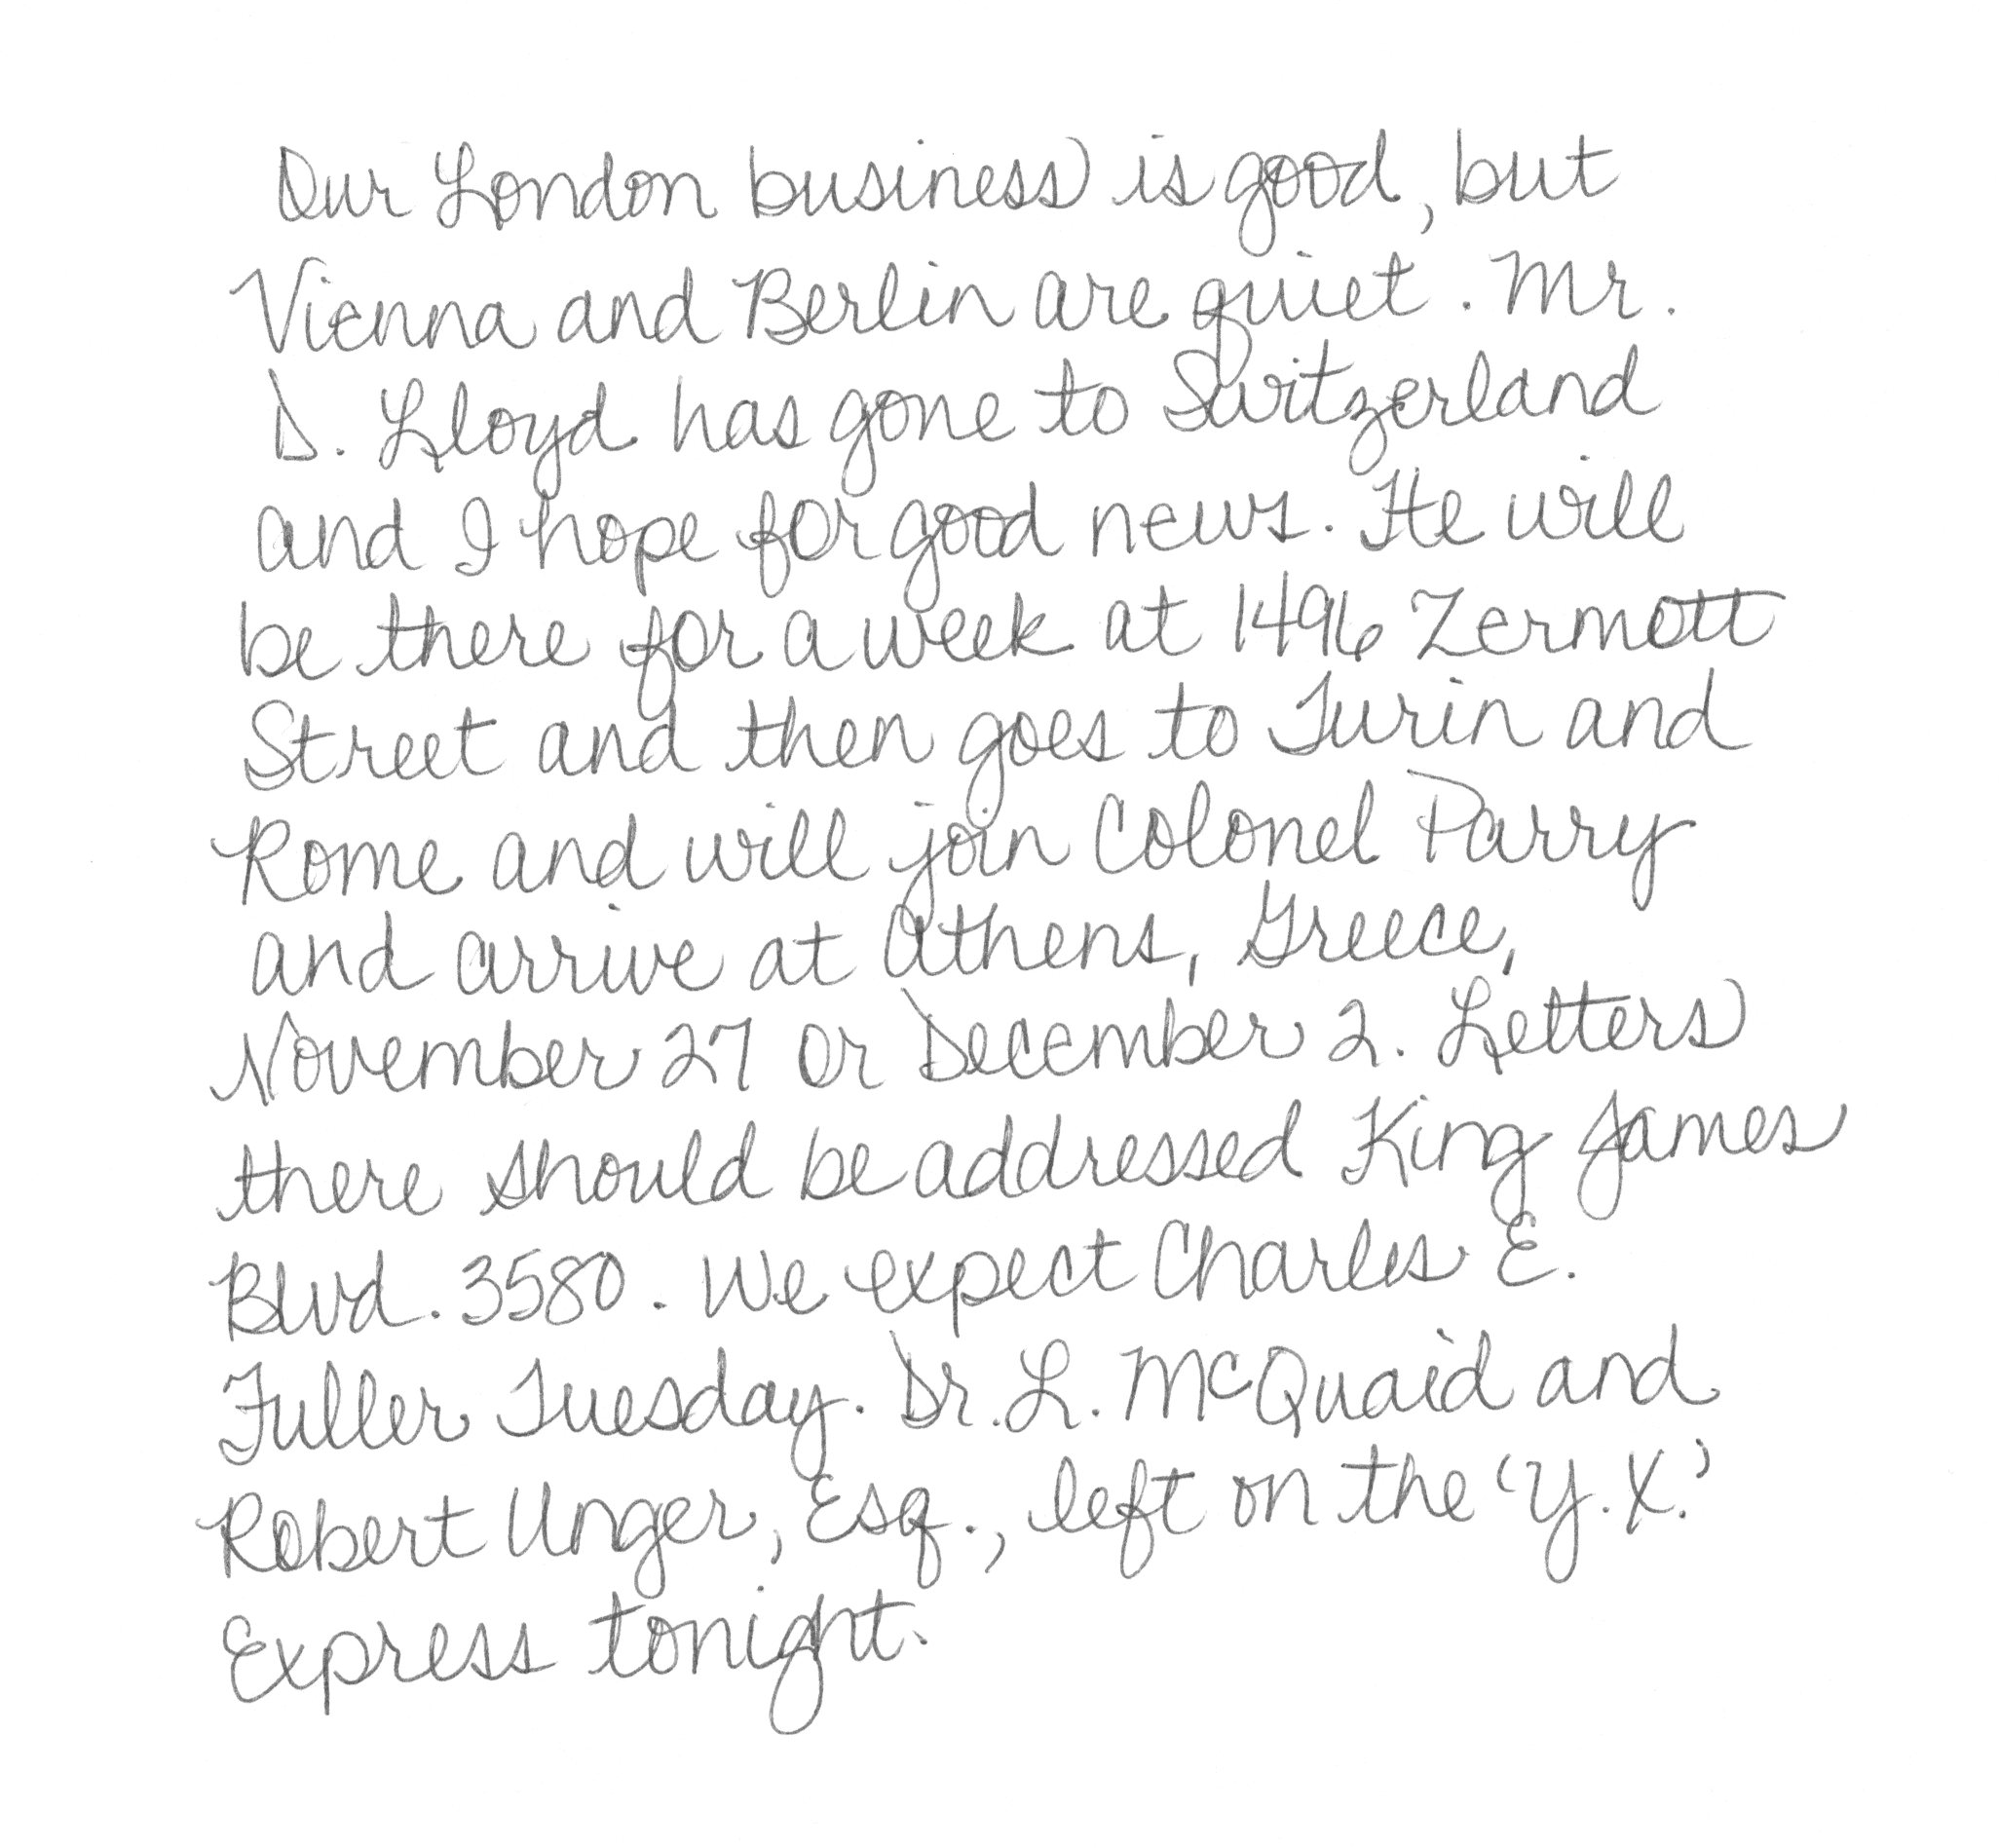 Our London business is good, but
Vienna and Berlin are quiet. Mr.
D. Lloyd has gone to Switzerland
and I hope for good news. He will
be there for a week at 1496 Zermott
Street and then goes to Turin and
Rome and will join Colonel Parry
and arrive at Athens, Greece,
November 27 or December 2. Letters
there should be addressed King James
Blvd. 3580. We expect Charles E.
Fuller Tuesday. Dr. L. McQuaid and
Robert Unger, Esq., left on the 'Y.X.'
Express tonight.